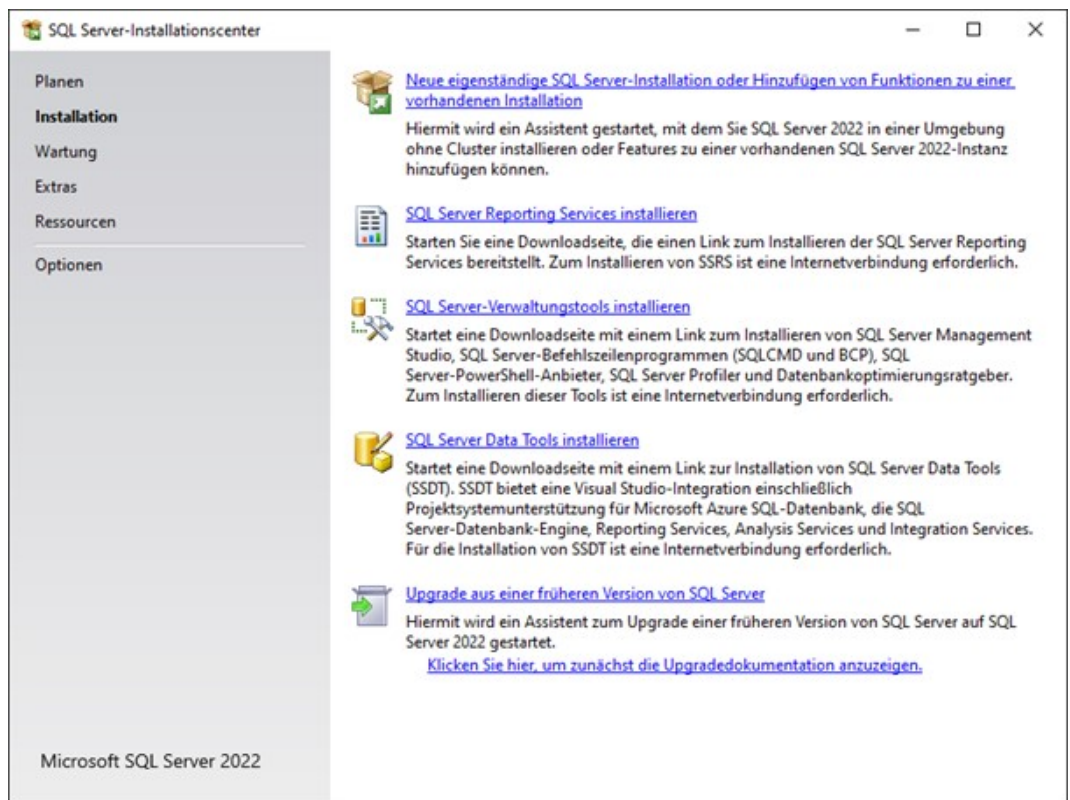 SQL Server-Installationscenter
Planen
Installation
Wartung
Extras
Ressourcen
Optionen
Microsoft SQL Server 2022
Neue eigenständige SQL Server-Installation oder Hinzufügen von Funktionen zu einer
vorhandenen Installation
Hiermit wird ein Assistent gestartet, mit dem Sie SQL Server 2022 in einer Umgebung
ohne Cluster installieren oder Features zu einer vorhandenen SQL Server 2022-Instanz
hinzufügen können.
SQL Server Reporting Services installieren
Starten Sie eine Downloadseite, die einen Link zum Installieren der SQL Server Reporting
Services bereitstellt. Zum Installieren von SSRS ist eine Internetverbindung erforderlich.
SQL Server-Verwaltungstools installieren
Startet eine Downloadseite mit einem Link zum Installieren von SQL Server Management
Studio, SQL Server-Befehlszeilenprogrammen (SQLCMD und BCP), SQL
Server-PowerShell-Anbieter, SQL Server Profiler und Datenbankoptimierungsratgeber.
Zum Installieren dieser Tools ist eine Internetverbindung erforderlich.
SQL Server Data Tools installieren
Startet eine Downloadseite mit einem Link zur Installation von SQL Server Data Tools
(SSDT). SSDT bietet eine Visual Studio-Integration einschließlich
Projektsystemunterstützung für Microsoft Azure SQL-Datenbank, die SQL
Server-Datenbank-Engine, Reporting Services, Analysis Services und Integration Services.
Für die Installation von SSDT ist eine Internetverbindung erforderlich.
Upgrade aus einer früheren Version von SQL Server
Hiermit wird ein Assistent zum Upgrade einer früheren Version von SQL Server auf SQL
Server 2022 gestartet.
Klicken Sie hier, um zunächst die Upgradedokumentation anzuzeigen.